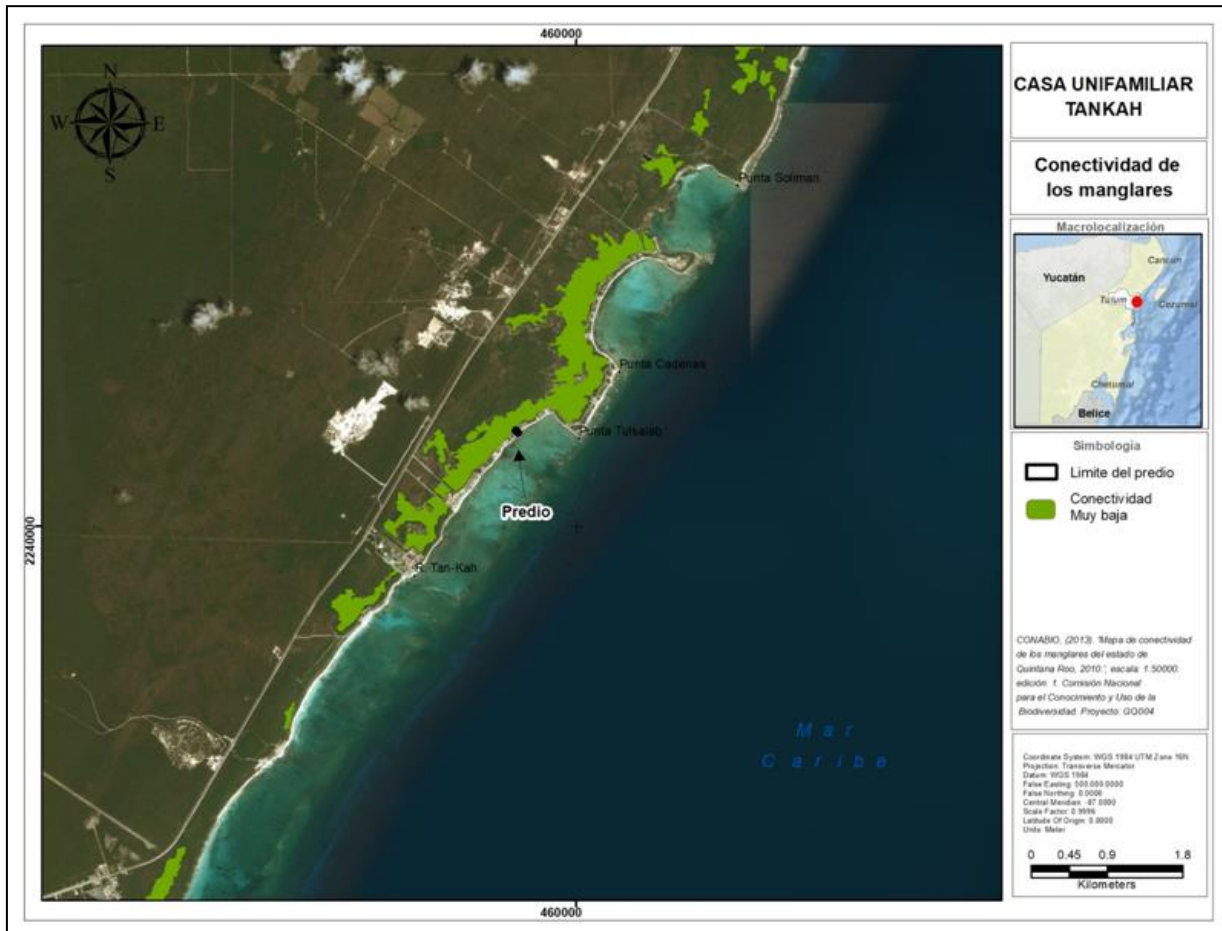 460000
N
W
E
S
Punta Soliman
Punta Cadenas
Predio
R. Tan-Kah
2240000
Mar
Caribe
460000
CASA UNIFAMILIAR
TANKAH
Conectividad de
los manglares
Macrolocalización
Yucatán
Cancun
Tulum
Cozumel
Chetumal
Belice
Simbología
Limite del predio
Conectividad
Muy baja
CONABIO, (2013). "Mapa de conectividad
de los manglares del estado de
Quintana Roo, 2010.", escala: 1:50000.
edición: 1. Comisión Nacional
para el Conocimiento y Uso de la
Biodiversidad. Proyecto: GQ004
Coordinate System: WGS 1984 UTM Zone 16N
Projection: Transverse Mercator
Datum: WGS 1984
False Easting: 500,000.0000
False Northing: 0.0000
Central Meridian: -87.0000
Scale Factor: 0.9996
Latitude Of Origin: 0.0000
Units: Meter
0 0.45 0.9 1.8
Kilometers